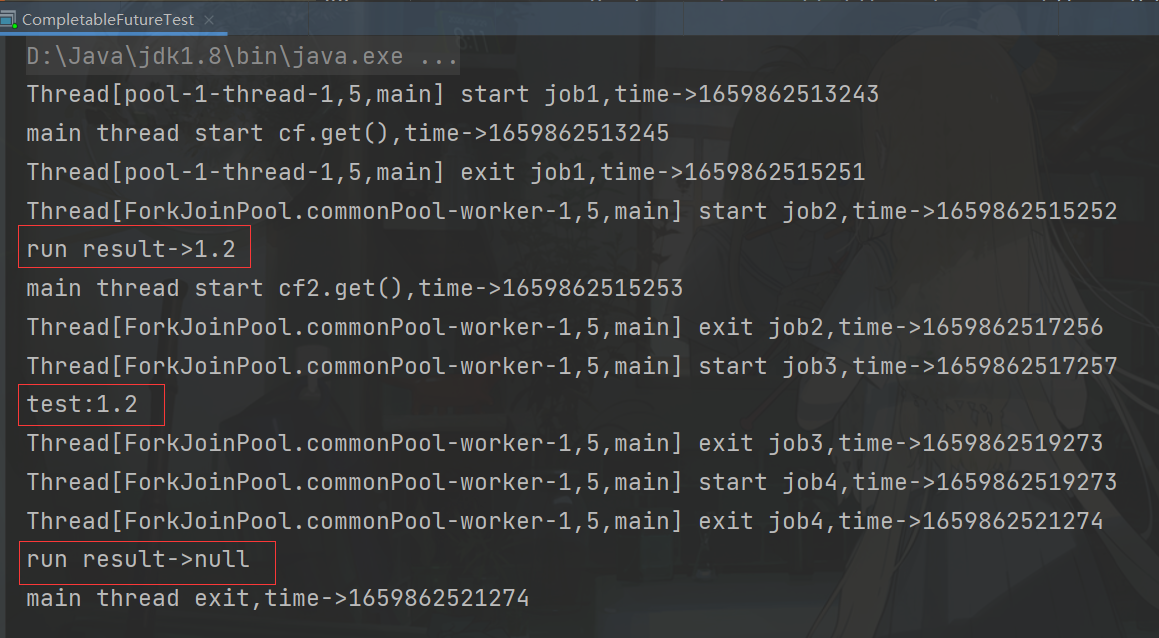 CompletableFutureTest ×
D:\Java\jdk1.8\bin\java.exe ...
Thread[pool-1-thread-1,5,main] start job1,time->1659862513243
main thread start cf.get(),time->1659862513245
Thread[pool-1-thread-1,5,main] exit job1,time->1659862515251
Thread[ForkJoinPool.commonPool-worker-1,5,main] start job2,time->1659862515252
run result->1.2
main thread start cf2.get(),time->1659862515253
Thread[ForkJoinPool.commonPool-worker-1,5,main] exit job2,time->1659862517256
Thread[ForkJoinPool.commonPool-worker-1,5,main] start job3,time->1659862517257
test:1.2
Thread[ForkJoinPool.commonPool-worker-1,5,main] exit job3,time->1659862519273
Thread[ForkJoinPool.commonPool-worker-1,5,main] start job4,time->1659862519273
Thread[ForkJoinPool.commonPool-worker-1,5,main] exit job4,time->1659862521274
run result->null
main thread exit,time->1659862521274